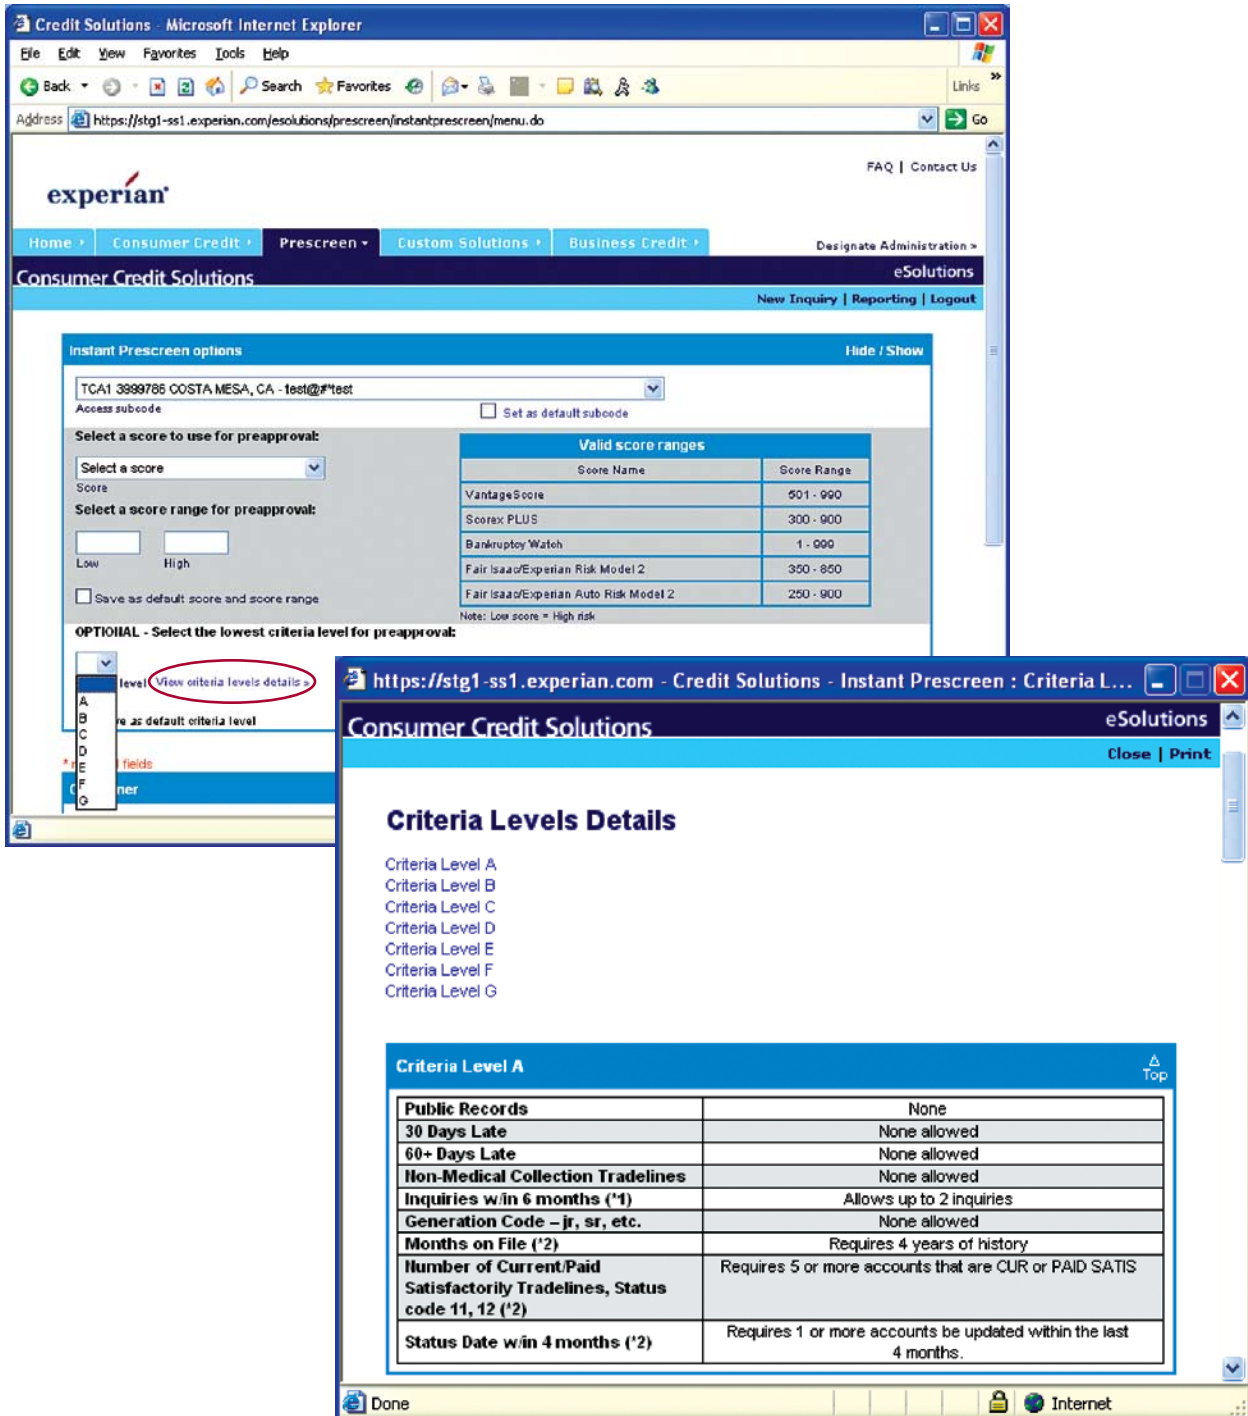 Credit Solutions - Microsoft Internet Explorer
File Edit View Favorites Tools Help
Back Search Favorites Links »
Address https://stg1-ss1.experian.com/esolutions/prescreen/instantprescreen/menu.do Go
FAQ | Contact Us
experian
Home Consumer Credit Prescreen Custom Solutions Business Credit Designate Administration »
Consumer Credit Solutions eSolutions
New Inquiry | Reporting | Logout
Instant Prescreen options Hide / Show
TCA1 3999786 COSTA MESA, CA - test@#*test
Access subcode Set as default subcode
Select a score to use for preapproval:
Select a score
Score
Select a score range for preapproval:
Low High
Save as default score and score range
Valid score ranges
Score Name Score Range
VantageScore 501 - 990
Scorex PLUS 300 - 900
Bankruptcy Watch 1 - 999
Fair Isaac/Experian Risk Model 2 350 - 850
Fair Isaac/Experian Auto Risk Model 2 250 - 900
Note: Low score = High risk
OPTIONAL - Select the lowest criteria level for preapproval:
level View criteria levels details »
A
B as default criteria level
C
D
E fields
F
G
https://stg1-ss1.experian.com - Credit Solutions - Instant Prescreen : Criteria L...
Consumer Credit Solutions eSolutions
Close | Print
Criteria Levels Details
Criteria Level A
Criteria Level B
Criteria Level C
Criteria Level D
Criteria Level E
Criteria Level F
Criteria Level G
Criteria Level A Top
Public Records None
30 Days Late None allowed
60+ Days Late None allowed
Non-Medical Collection Tradelines None allowed
Inquiries w/in 6 months (*1) Allows up to 2 inquiries
Generation Code – jr, sr, etc. None allowed
Months on File (*2) Requires 4 years of history
Number of Current/Paid Requires 5 or more accounts that are CUR or PAID SATIS
Satisfactorily Tradelines, Status
code 11, 12 (*2)
Status Date w/in 4 months (*2) Requires 1 or more accounts be updated within the last
4 months.
Done Internet